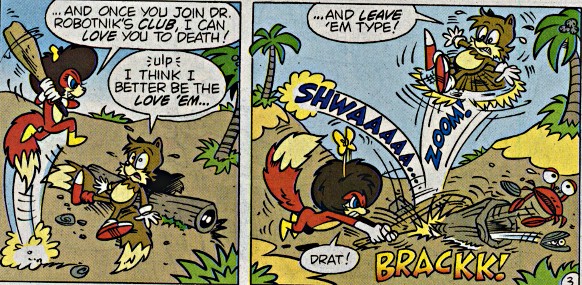 ...AND ONCE YOU JOIN DR.
ROBOTNIK'S CLUB, I CAN
LOVE YOU TO DEATH!
ULP
I THINK I
BETTER BE THE
LOVE 'EM...
...AND LEAVE
'EM TYPE!
SHWAAAAA...
ZOOM!
DRAT!
BRACKK!
3